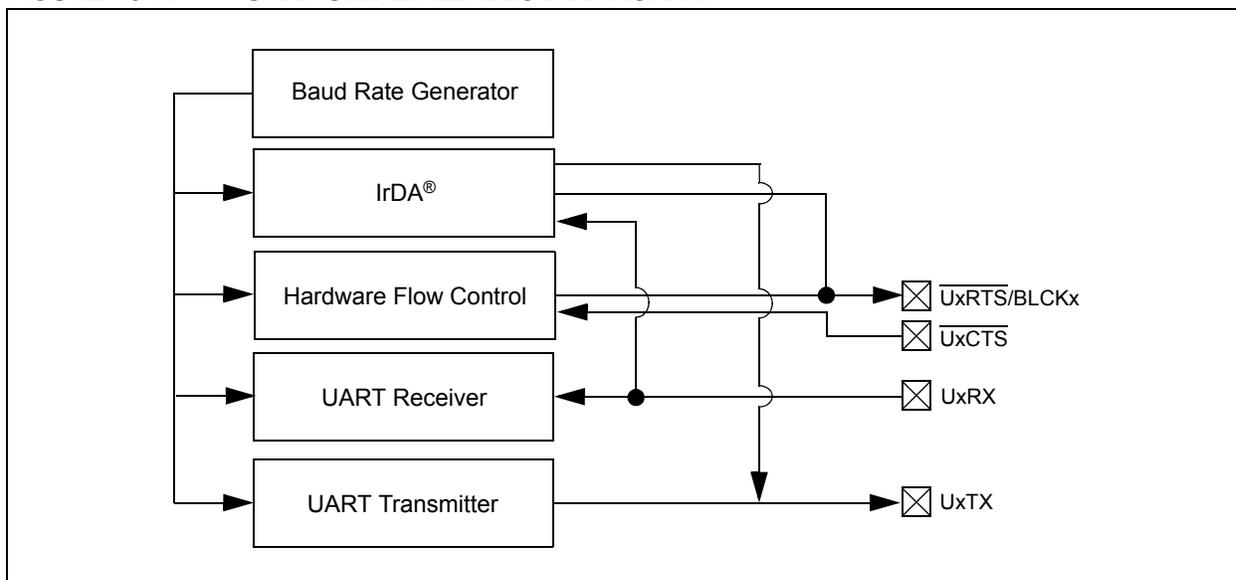 Baud Rate Generator
IrDA®
Hardware Flow Control
UxRTS/BLCKx
UxCTS
UART Receiver
UxRX
UART Transmitter
UxTX